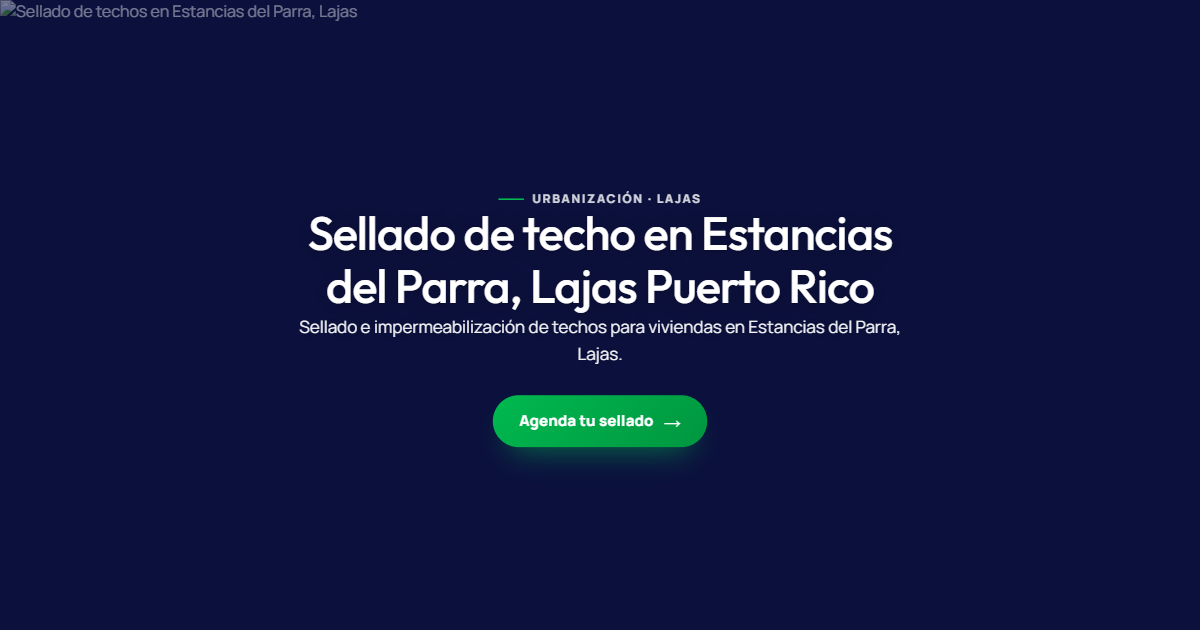 Sellado de techos en Estancias del Parra, Lajas
URBANIZACIÓN · LAJAS
Sellado de techo en Estancias
del Parra, Lajas Puerto Rico
Sellado e impermeabilización de techos para viviendas en Estancias del Parra,
Lajas.
Agenda tu sellado →